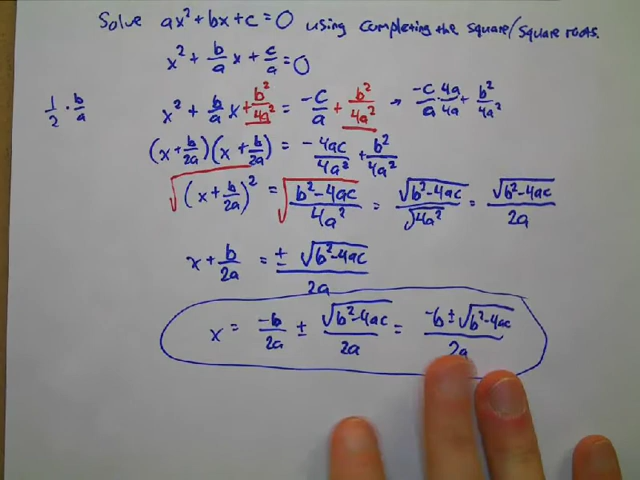 Solve ax² + bx + c = 0 using completing the square/square roots.
x² + b/a x + c/a = 0
1/2 · b/a
x² + b/a x + b²/4a² = -c/a + b²/4a² → -c/a · 4a/4a + b²/4a²
(x + b/2a)(x + b/2a) = -4ac/4a² + b²/4a²
√(x + b/2a)² = √(b²-4ac)/4a² = √b²-4ac/√4a² = √b²-4ac/2a
x + b/2a = ± √b²-4ac/2a
x = -b/2a ± √b²-4ac/2a = -b ± √b²-4ac/2a